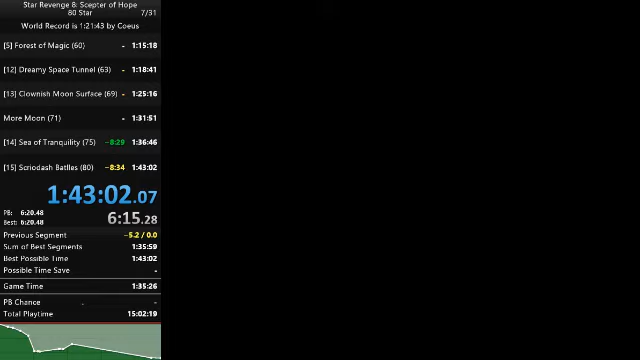 Star Revenge 8: Scepter of Hope
80 Star 7/31
World Record is 1:21:43 by Coeus
[5] Forest of Magic (60) - 1:15:18
[12] Dreamy Space Tunnel (63) - 1:18:41
[13] Clownish Moon Surface (69) - 1:25:16
More Moon (71) - 1:31:51
[14] Sea of Tranquility (75) −8:29 1:36:46
[15] Scriodash Batlles (80) −8:34 1:43:02
1:43:02.07
PB: 6:20.48
Best: 6:20.48
6:15.28
Previous Segment −5.2 / 0.0
Sum of Best Segments 1:35:59
Best Possible Time 1:43:02
Possible Time Save -
Game Time 1:35:26
PB Chance -
Total Playtime 15:02:19